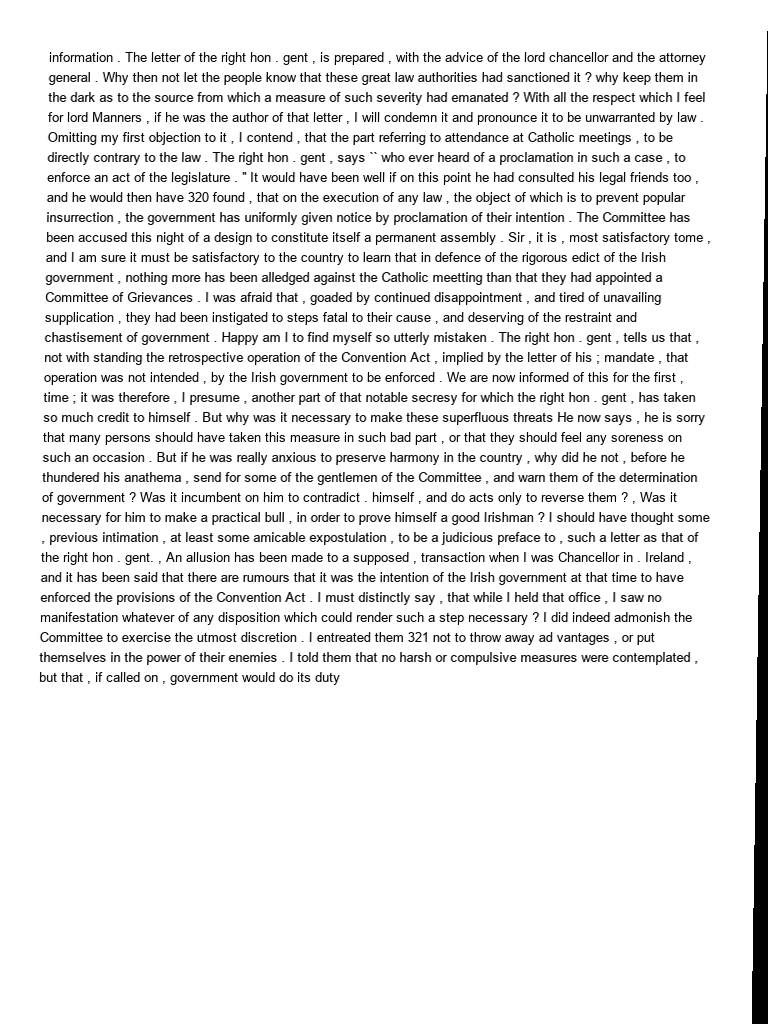 information . The letter of the right hon . gent , is prepared , with the advice of the lord chancellor and the attorney
general . Why then not let the people know that these great law authorities had sanctioned it ? why keep them in
the dark as to the source from which a measure of such severity had emanated ? With all the respect which I feel
for lord Manners , if he was the author of that letter , I will condemn it and pronounce it to be unwarranted by law .
Omitting my first objection to it , I contend , that the part referring to attendance at Catholic meetings , to be
directly contrary to the law . The right hon . gent , says `` who ever heard of a proclamation in such a case , to
enforce an act of the legislature . " It would have been well if on this point he had consulted his legal friends too ,
and he would then have 320 found , that on the execution of any law , the object of which is to prevent popular
insurrection , the government has uniformly given notice by proclamation of their intention . The Committee has
been accused this night of a design to constitute itself a permanent assembly . Sir , it is , most satisfactory tome ,
and I am sure it must be satisfactory to the country to learn that in defence of the rigorous edict of the Irish
government , nothing more has been alledged against the Catholic meetting than that they had appointed a
Committee of Grievances . I was afraid that , goaded by continued disappointment , and tired of unavailing
supplication , they had been instigated to steps fatal to their cause , and deserving of the restraint and
chastisement of government . Happy am I to find myself so utterly mistaken . The right hon . gent , tells us that ,
not with standing the retrospective operation of the Convention Act , implied by the letter of his ; mandate , that
operation was not intended , by the Irish government to be enforced . We are now informed of this for the first ,
time ; it was therefore , I presume , another part of that notable secresy for which the right hon . gent , has taken
so much credit to himself . But why was it necessary to make these superfluous threats He now says , he is sorry
that many persons should have taken this measure in such bad part , or that they should feel any soreness on
such an occasion . But if he was really anxious to preserve harmony in the country , why did he not , before he
thundered his anathema , send for some of the gentlemen of the Committee , and warn them of the determination
of government ? Was it incumbent on him to contradict . himself , and do acts only to reverse them ? , Was it
necessary for him to make a practical bull , in order to prove himself a good Irishman ? I should have thought some
, previous intimation , at least some amicable expostulation , to be a judicious preface to , such a letter as that of
the right hon . gent. , An allusion has been made to a supposed , transaction when I was Chancellor in . Ireland ,
and it has been said that there are rumours that it was the intention of the Irish government at that time to have
enforced the provisions of the Convention Act . I must distinctly say , that while I held that office , I saw no
manifestation whatever of any disposition which could render such a step necessary ? I did indeed admonish the
Committee to exercise the utmost discretion . I entreated them 321 not to throw away ad vantages , or put
themselves in the power of their enemies . I told them that no harsh or compulsive measures were contemplated ,
but that , if called on , government would do its duty